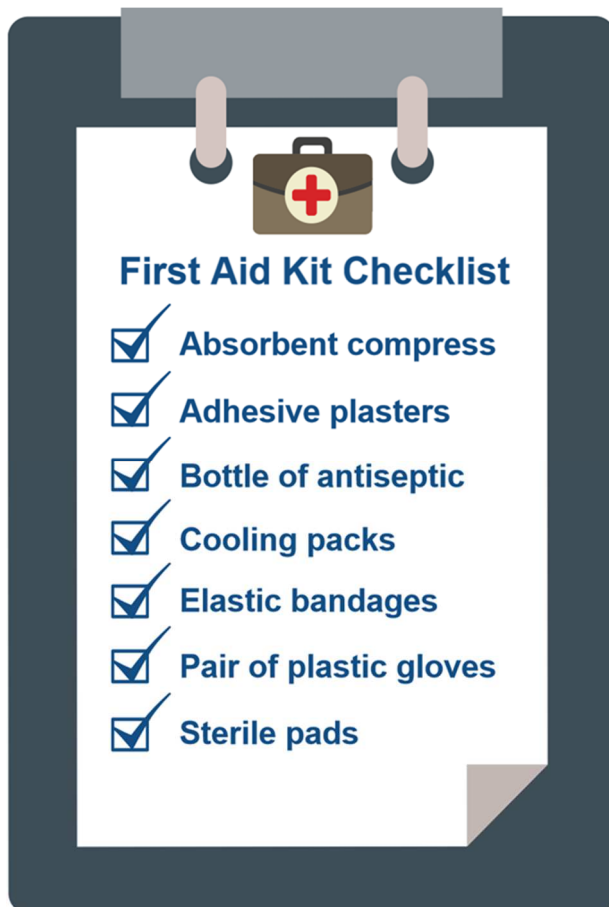 First Aid Kit Checklist
Absorbent compress
Adhesive plasters
Bottle of antiseptic
Cooling packs
Elastic bandages
Pair of plastic gloves
Sterile pads